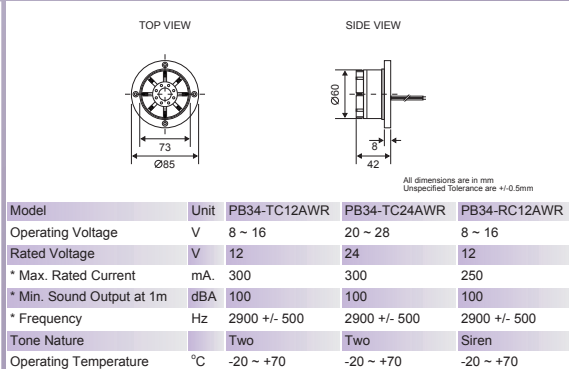 TOP VIEW SIDE VIEW
Ø60
73
Ø85
8
42
All dimensions are in mm
Unspecified Tolerance are +/-0.5mm
Model Unit PB34-TC12AWR PB34-TC24AWR PB34-RC12AWR
Operating Voltage V 8 ~ 16 20 ~ 28 8 ~ 16
Rated Voltage V 12 24 12
* Max. Rated Current mA. 300 300 250
* Min. Sound Output at 1m dBA 100 100 100
* Frequency Hz 2900 +/- 500 2900 +/- 500 2900 +/- 500
Tone Nature Two Two Siren
Operating Temperature °C -20 ~ +70 -20 ~ +70 -20 ~ +70